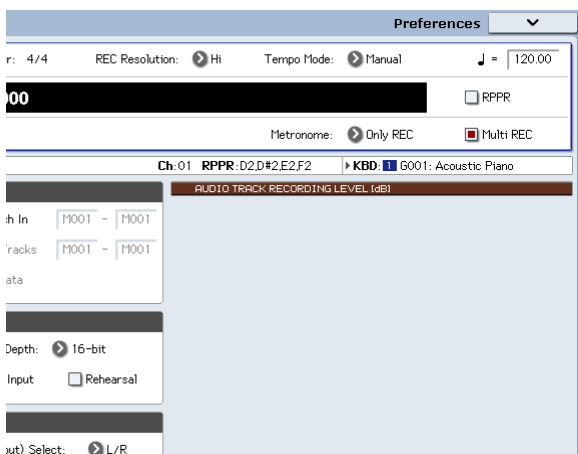 Preferences
r: 4/4 REC Resolution: Hi Tempo Mode: Manual ♩ = 120.00
00 RPPR
Metronome: Only REC Multi REC
Ch:01 RPPR:D2,D#2,E2,F2 KBD: 1 G001: Acoustic Piano
AUDIO TRACK RECORDING LEVEL [dB]
ch In M001 - M001
Tracks M001 - M001
ata
Depth: 16-bit
Input Rehearsal
out) Select: L/R